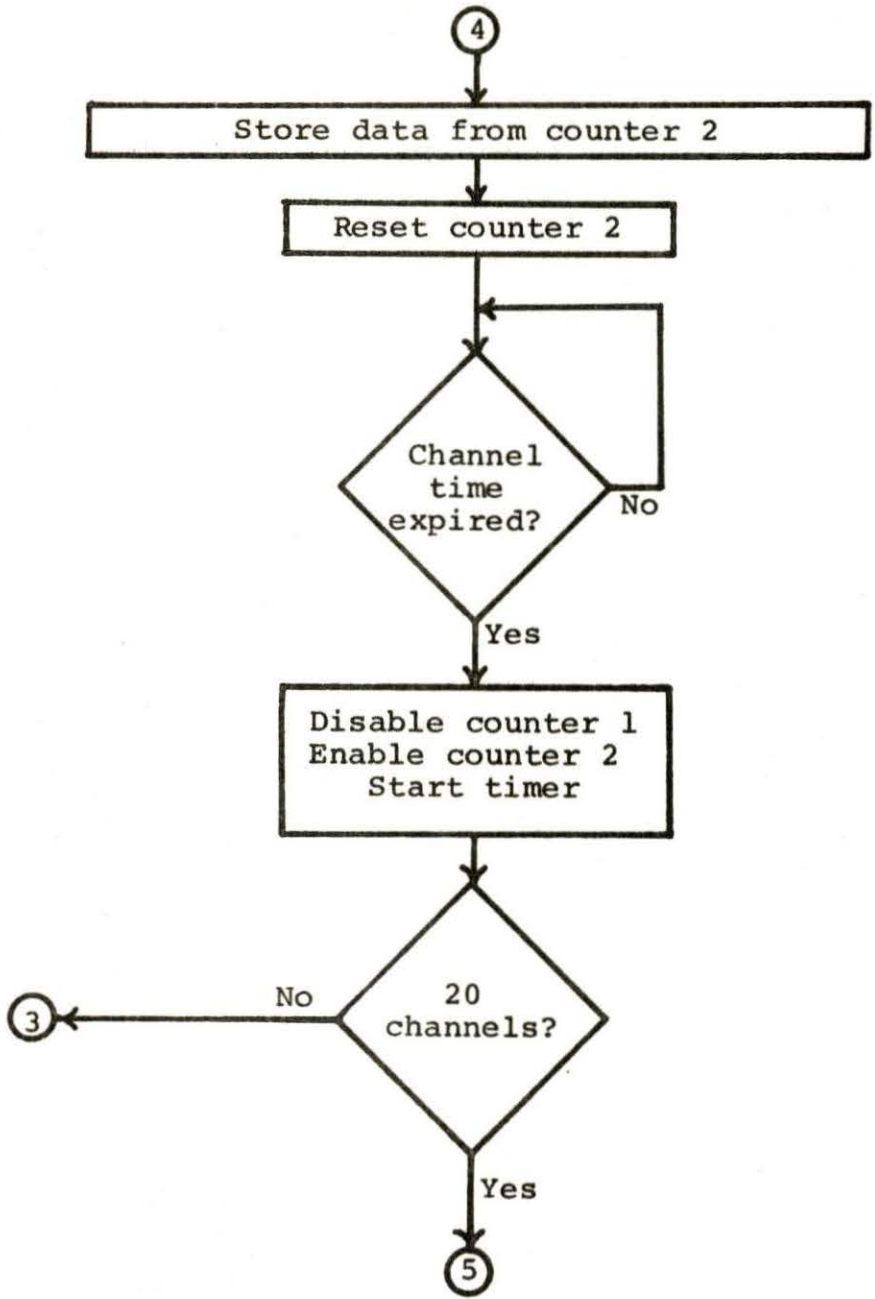 4
Store data from counter 2
Reset counter 2
Channel
time
expired?
No
Yes
Disable counter 1
Enable counter 2
Start timer
No
20
channels?
3
Yes
5